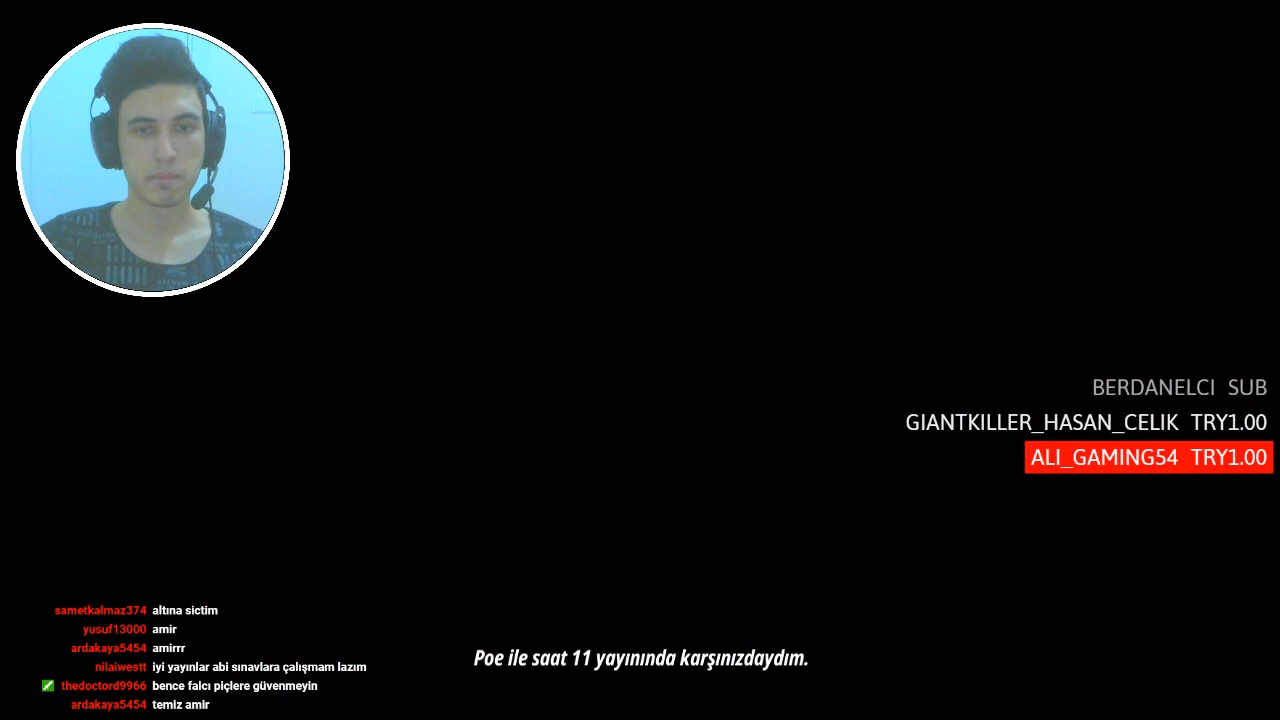 BERDANELCI SUB
GIANTKILLER_HASAN_CELIK TRY1.00
ALI_GAMING54 TRY1.00
sametkalmaz374 altına sictim
yusuf13000 amir
ardakaya5454 amirrr
nilaiwestt iyi yayınlar abi sınavlara çalışmam lazım
thedoctord9966 bence falcı piçlere güvenmeyin
ardakaya5454 temiz amir
Poe ile saat 11 yayınında karşınızdaydım.